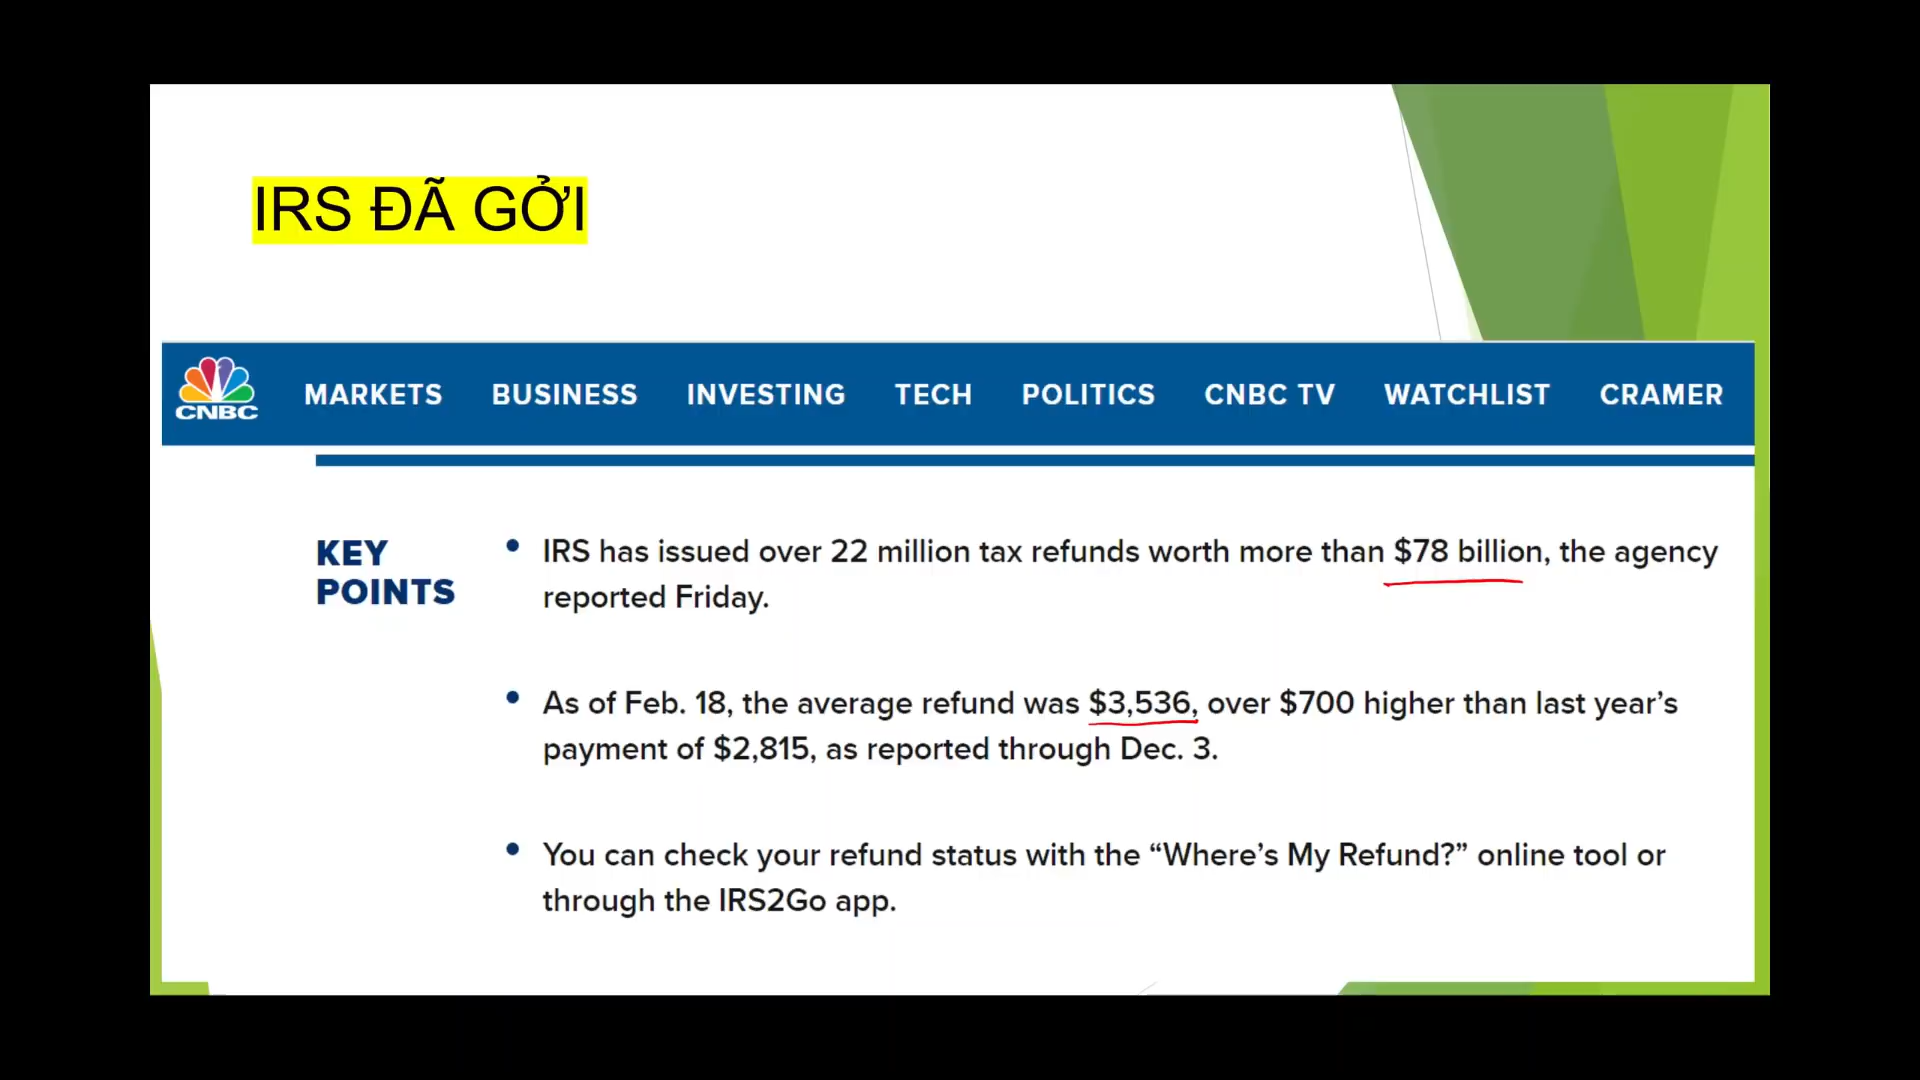 IRS ĐÃ GỞI
CNBC MARKETS BUSINESS INVESTING TECH POLITICS CNBC TV WATCHLIST CRAMER
KEY POINTS
• IRS has issued over 22 million tax refunds worth more than $78 billion, the agency
reported Friday.
• As of Feb. 18, the average refund was $3,536, over $700 higher than last year’s
payment of $2,815, as reported through Dec. 3.
• You can check your refund status with the “Where’s My Refund?” online tool or
through the IRS2Go app.